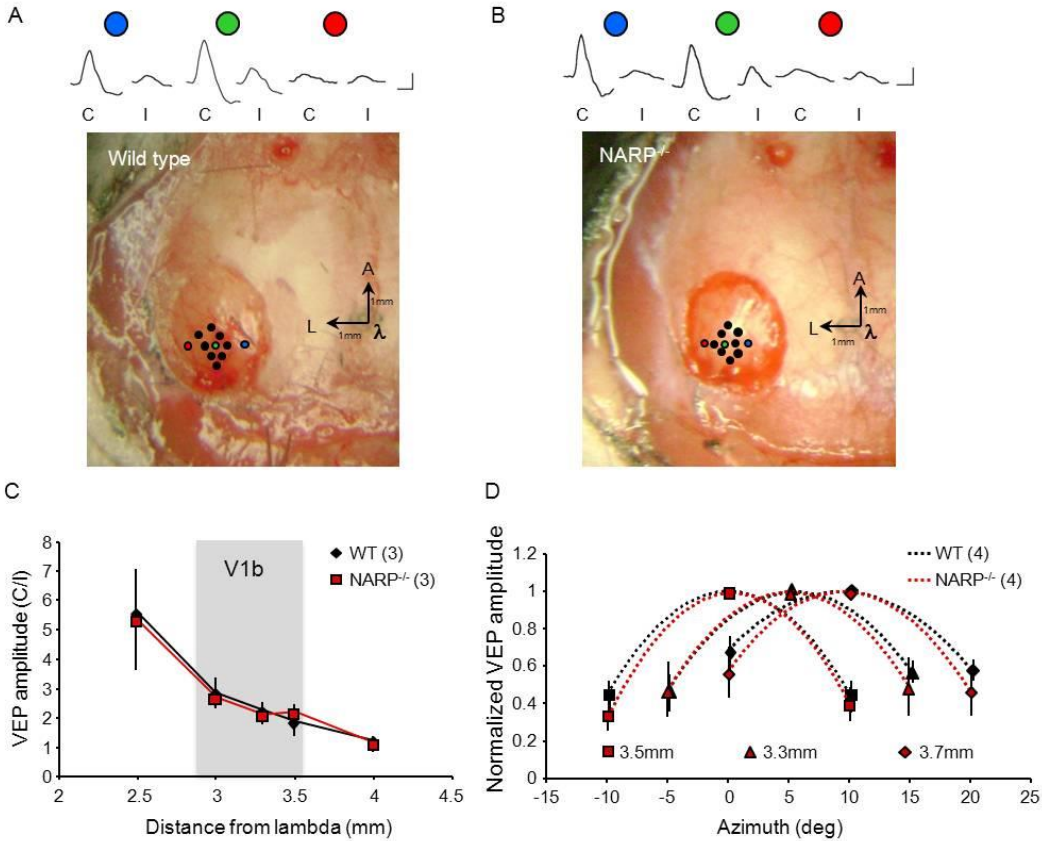 A
B
C I C I C I
C I C I C I
Wild type
NARP-/-
A
1mm
L
1mm
λ
A
1mm
L
1mm
λ
C
VEP amplitude (C/I)
8
7
6
5
4
3
2
1
0
V1b
WT (3)
NARP-/- (3)
2 2.5 3 3.5 4 4.5
Distance from lambda (mm)
D
Normalized VEP amplitude
1.2
1
0.8
0.6
0.4
0.2
0
WT (4)
NARP-/- (4)
3.5mm 3.3mm 3.7mm
-15 -10 -5 0 5 10 15 20 25
Azimuth (deg)